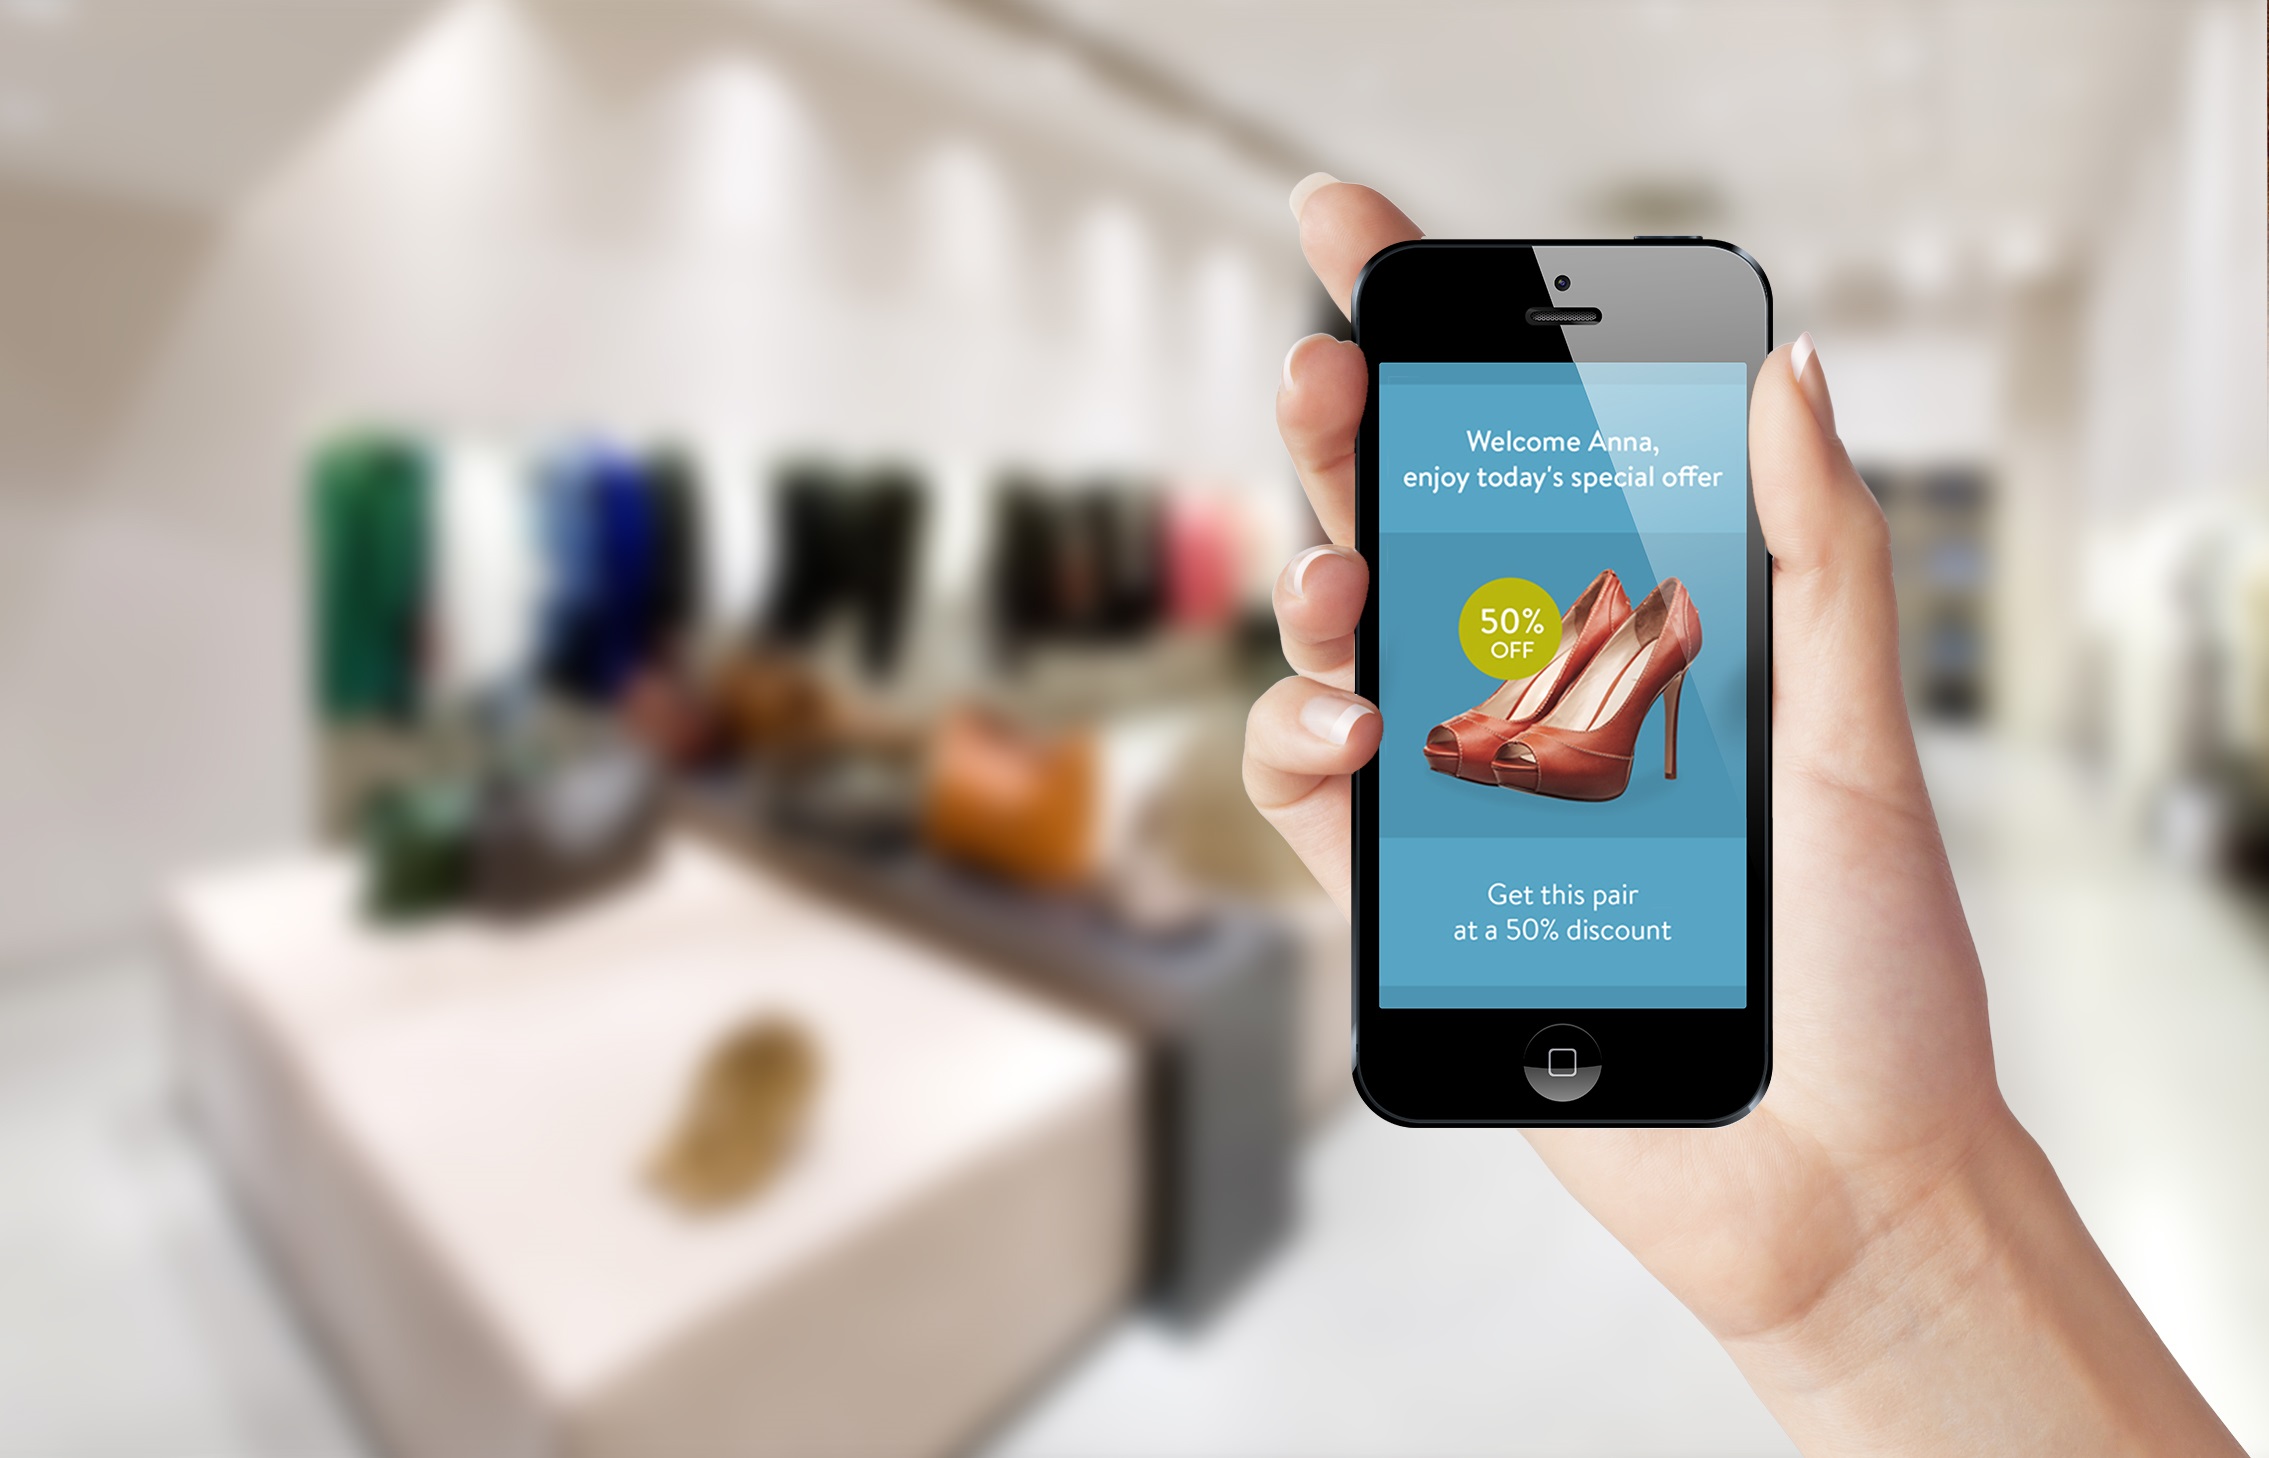 Welcome Anna,
enjoy today's special offer
50%
OFF
Get this pair
at a 50% discount